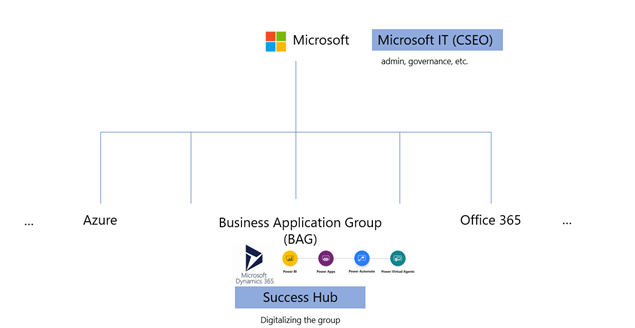 Microsoft
Microsoft IT (CSEO)
admin, governance, etc.
...
Azure
Business Application Group
(BAG)
Office 365
...
Microsoft
Dynamics 365
Power BI
Power Apps
Power Automate
Power Virtual Agents
Success Hub
Digitalizing the group